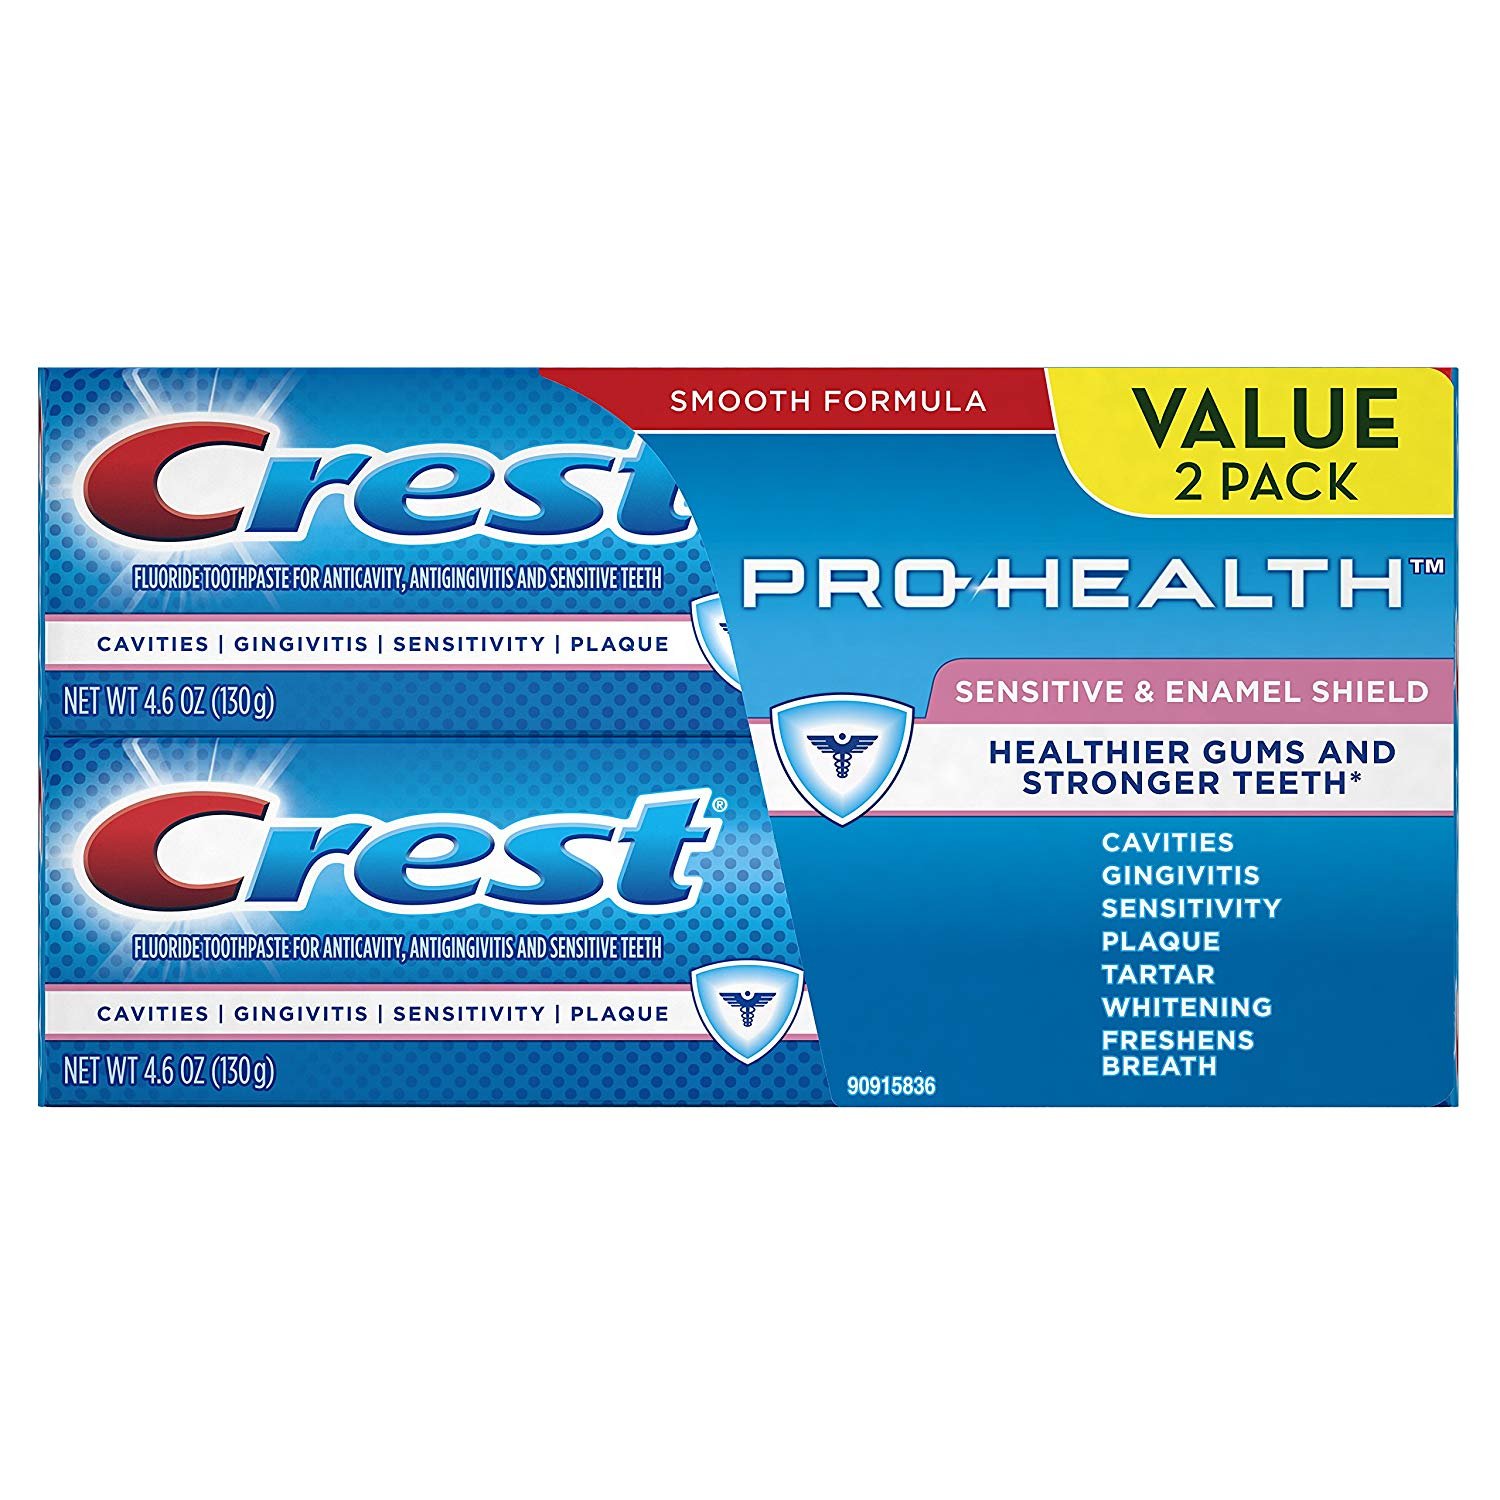 Crest
FLUORIDE TOOTHPASTE FOR ANTICAVITY, ANTIGINGIVITIS AND SENSITIVE TEETH
CAVITIES | GINGIVITIS | SENSITIVITY | PLAQUE
NET WT 4.6 OZ (130g)
Crest®
FLUORIDE TOOTHPASTE FOR ANTICAVITY, ANTIGINGIVITIS AND SENSITIVE TEETH
CAVITIES | GINGIVITIS | SENSITIVITY | PLAQUE
NET WT 4.6 OZ (130g)
SMOOTH FORMULA
VALUE
2 PACK
PRO-HEALTH™
SENSITIVE & ENAMEL SHIELD
HEALTHIER GUMS AND
STRONGER TEETH*
CAVITIES
GINGIVITIS
SENSITIVITY
PLAQUE
TARTAR
WHITENING
FRESHENS
BREATH
90915836